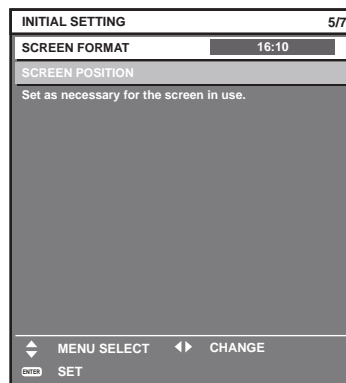 INITIAL SETTING 5/7
SCREEN FORMAT 16:10
SCREEN POSITION
Set as necessary for the screen in use.
MENU SELECT CHANGE
ENTER SET